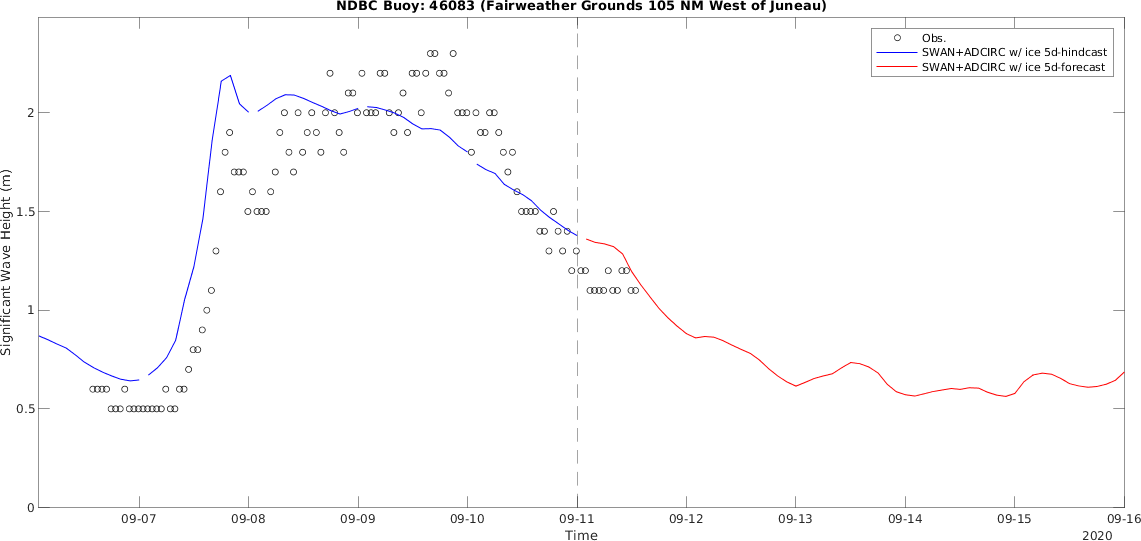 NDBC Buoy: 46083 (Fairweather Grounds 105 NM West of Juneau)
Obs.
SWAN+ADCIRC w/ ice 5d-hindcast
SWAN+ADCIRC w/ ice 5d-forecast
Significant Wave Height (m)
2
1.5
1
0.5
0
09-07 09-08 09-09 09-10 09-11 09-12 09-13 09-14 09-15 09-16
Time
2020